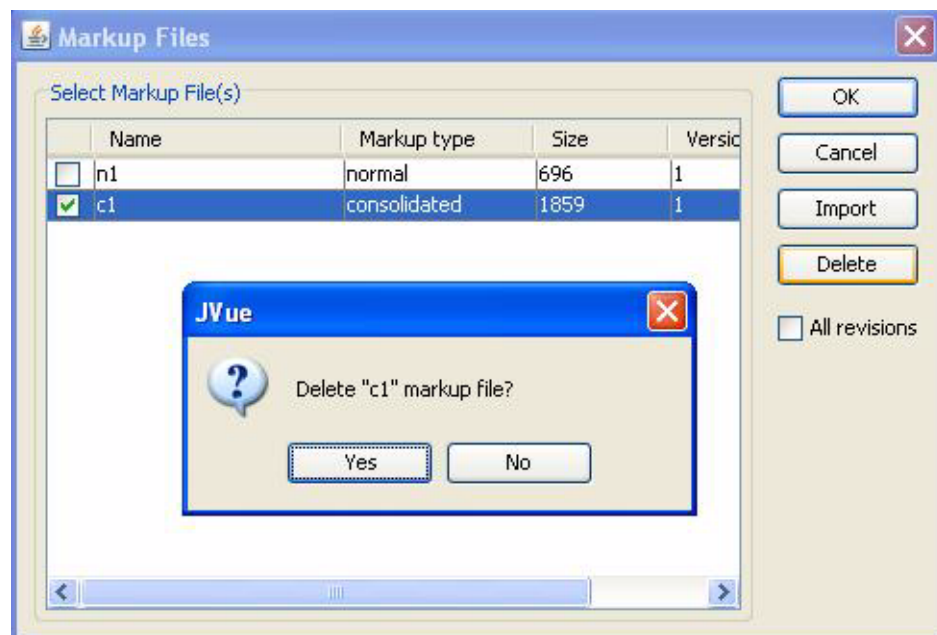 Markup Files
Select Markup File(s)
Name Markup type Size Versic
n1 normal 696 1
c1 consolidated 1859 1
OK
Cancel
Import
Delete
All revisions
JVue
Delete "c1" markup file?
Yes No